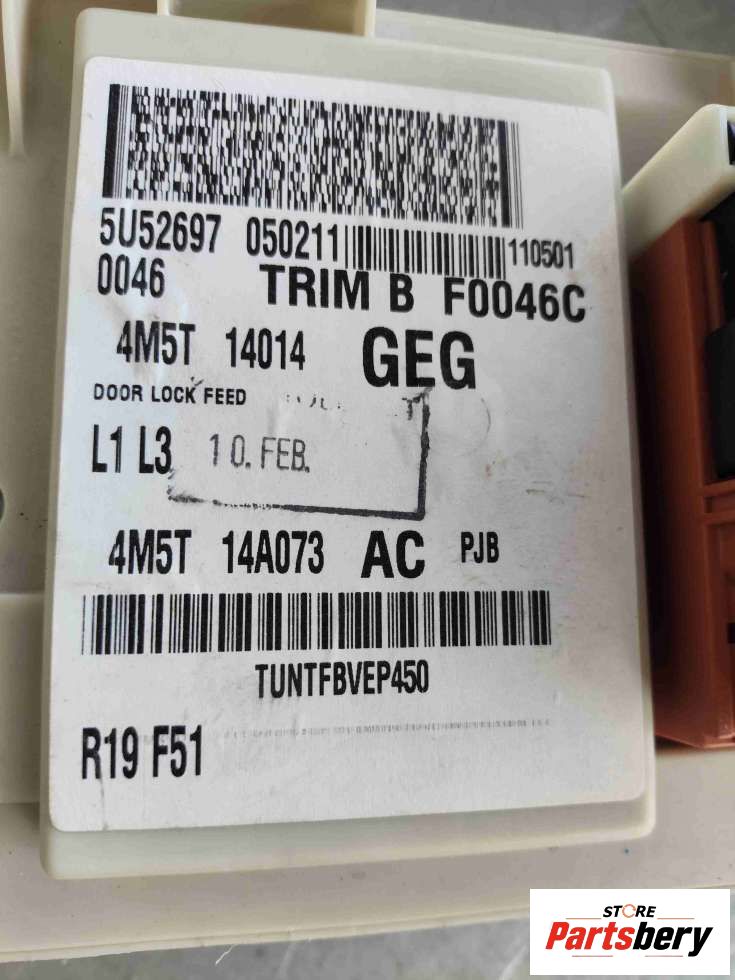 5U52697 050211 110501
0046 TRIM B F0046C
4M5T 14014 GEG
DOOR LOCK FEED
L1 L3 10. FEB.
4M5T 14A073 AC PJB
TUNTFBVEP450
R19 F51
STORE
Partsbery